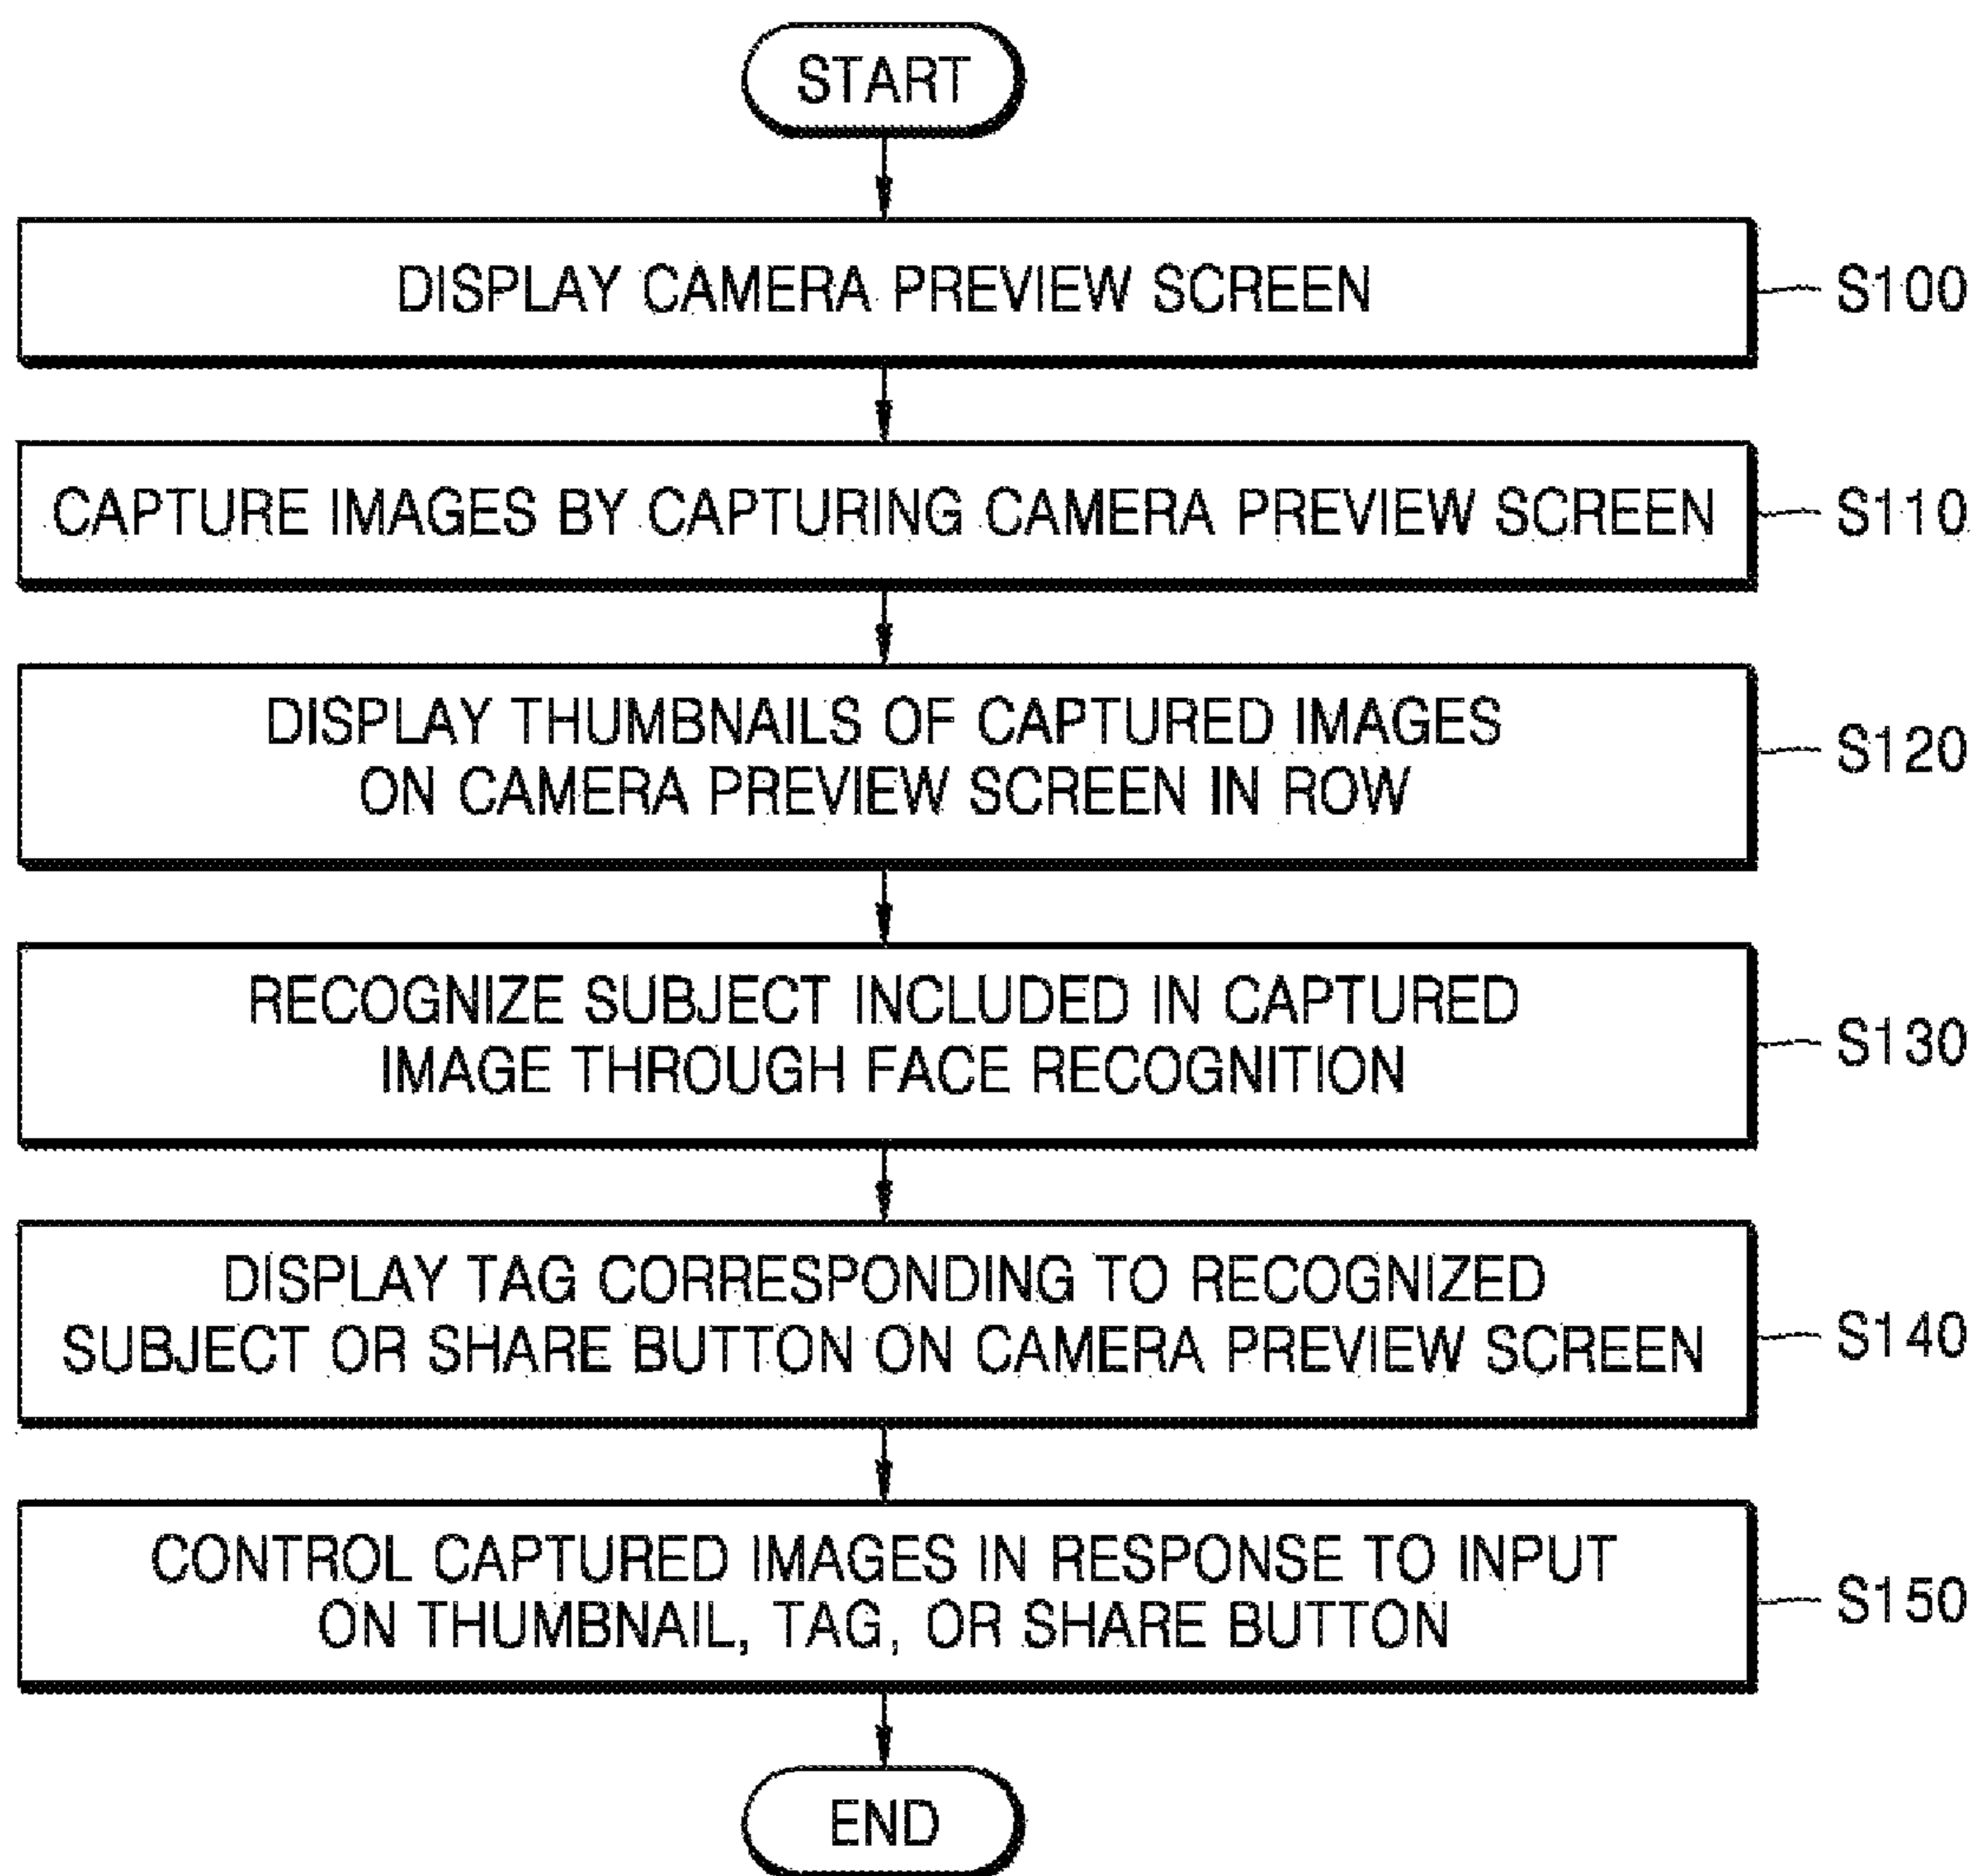 START
DISPLAY CAMERA PREVIEW SCREEN
S100
CAPTURE IMAGES BY CAPTURING CAMERA PREVIEW SCREEN
S110
DISPLAY THUMBNAILS OF CAPTURED IMAGES
ON CAMERA PREVIEW SCREEN IN ROW
S120
RECOGNIZE SUBJECT INCLUDED IN CAPTURED
IMAGE THROUGH FACE RECOGNITION
S130
DISPLAY TAG CORRESPONDING TO RECOGNIZED
SUBJECT OR SHARE BUTTON ON CAMERA PREVIEW SCREEN
S140
CONTROL CAPTURED IMAGES IN RESPONSE TO INPUT
ON THUMBNAIL, TAG, OR SHARE BUTTON
S150
END